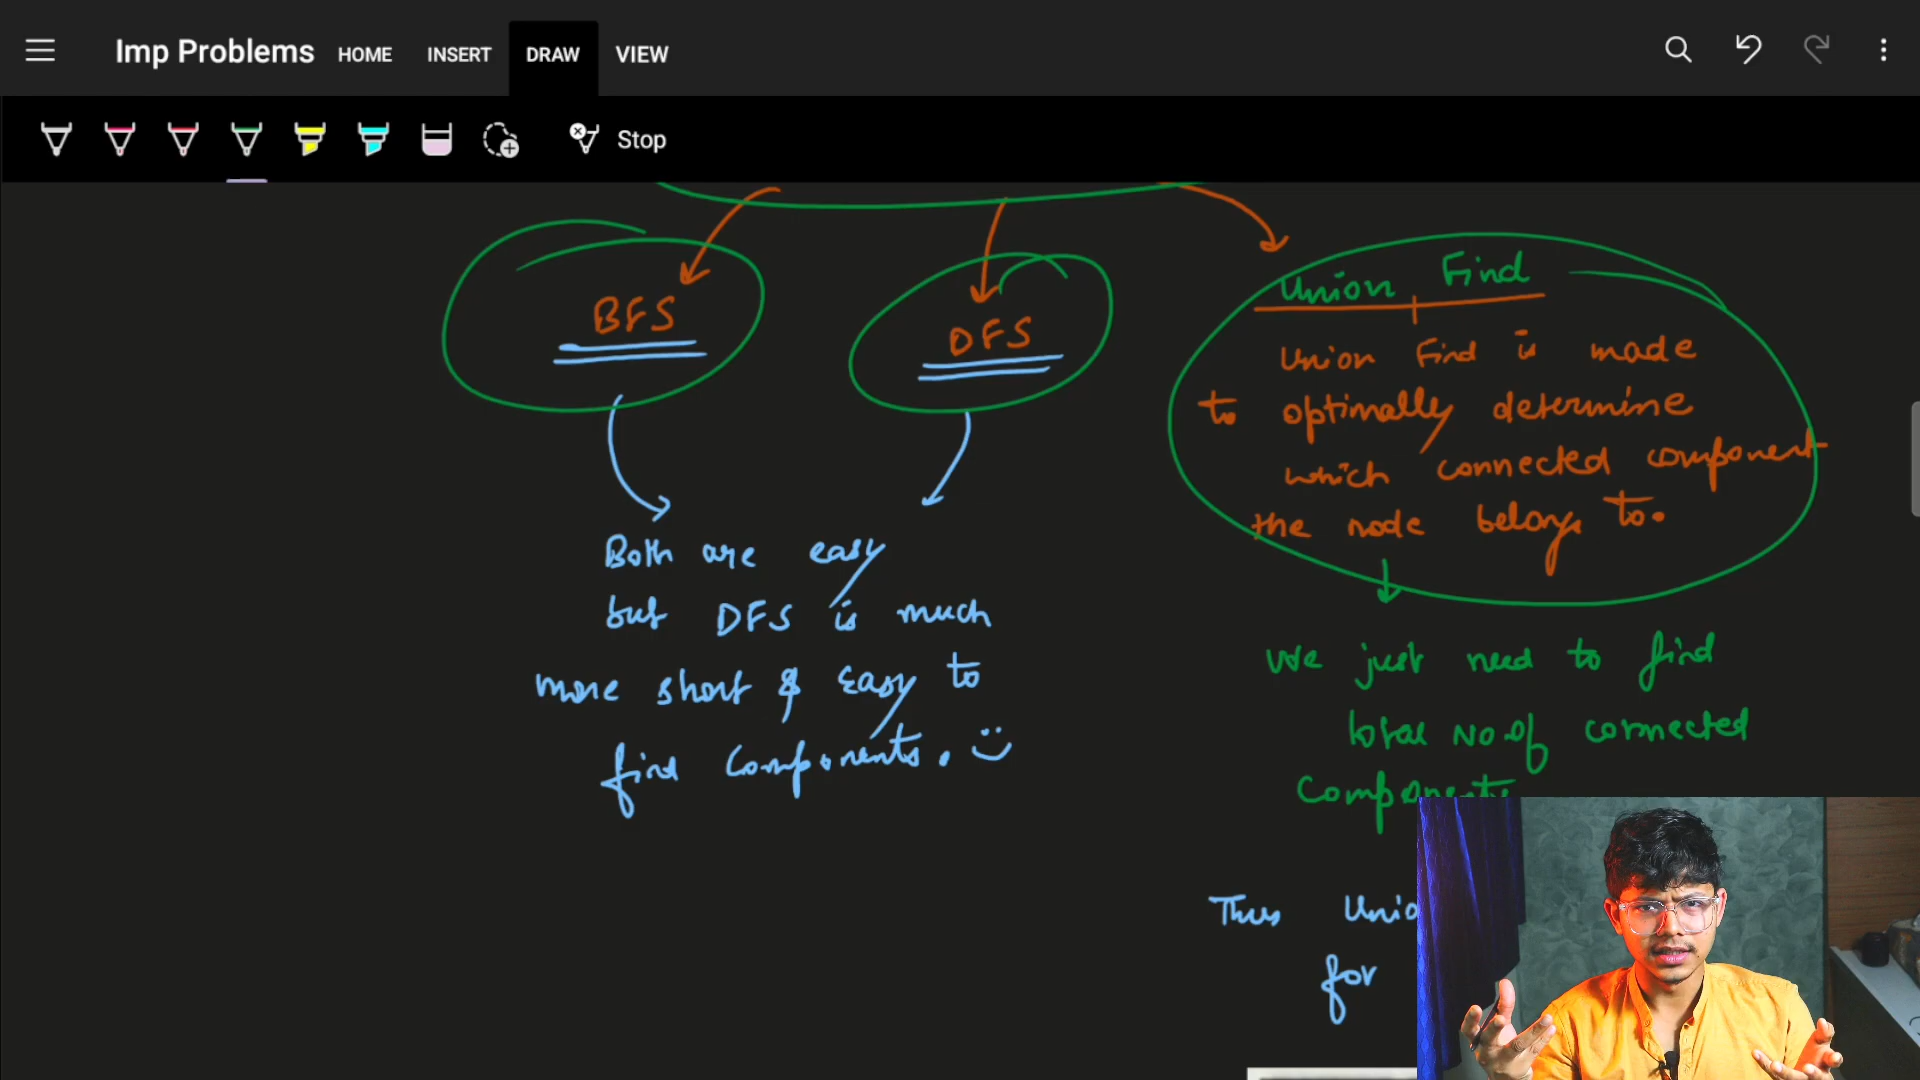 Imp Problems HOME INSERT DRAW VIEW
Stop
BFS
DFS
Both are easy
but DFS is much
more short & easy to
find components.
Union Find
Union Find is made
to optimally determine
which connected component
the node belongs to.
We just need to find
total No. of connected
Components
Thus Unio
for